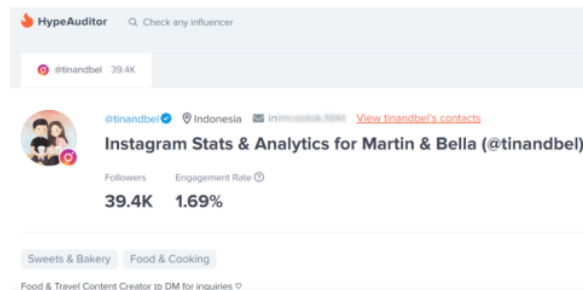 HypeAuditor Check any influencer
@tinandbel 39.4K
@tinandbel Indonesia View tinandbel's contacts
Instagram Stats & Analytics for Martin & Bella (@tinandbel)
Followers Engagement Rate
39.4K 1.69%
Sweets & Bakery Food & Cooking
Food & Travel Content Creator ɪᴅ DM for inquiries ♡